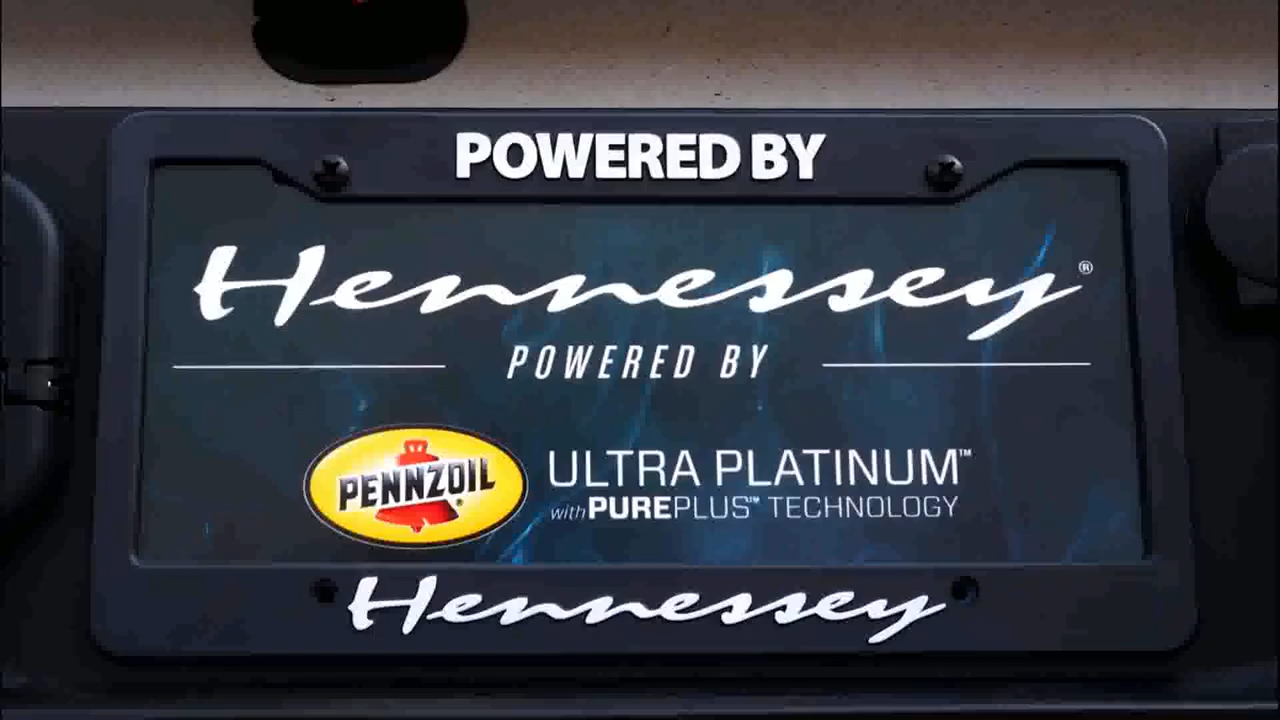 POWERED BY
Hennessey®
POWERED BY
PENNZOIL®
ULTRA PLATINUM™
with PUREPLUS™ TECHNOLOGY
Hennessey